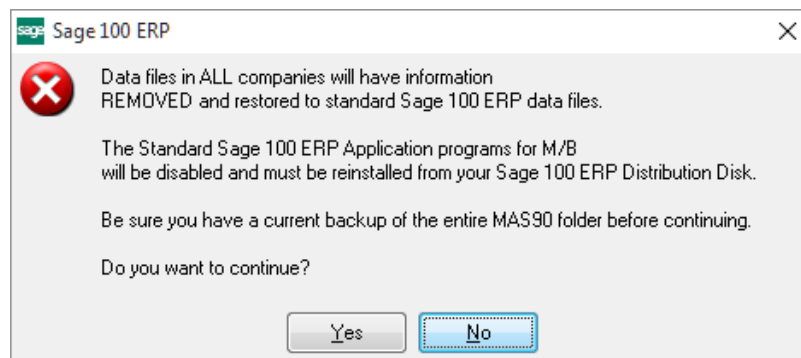 sage Sage 100 ERP
Data files in ALL companies will have information
REMOVED and restored to standard Sage 100 ERP data files.
The Standard Sage 100 ERP Application programs for M/B
will be disabled and must be reinstalled from your Sage 100 ERP Distribution Disk.
Be sure you have a current backup of the entire MAS90 folder before continuing.
Do you want to continue?
Yes No